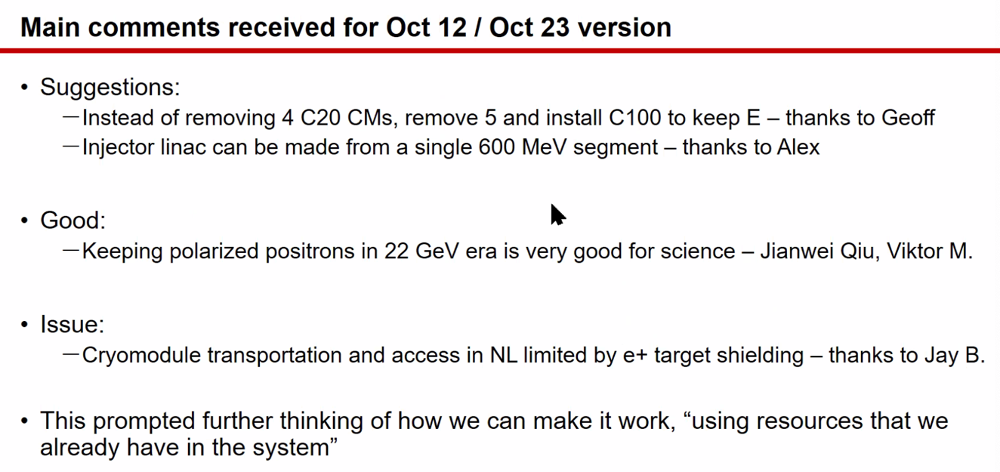 Main comments received for Oct 12 / Oct 23 version
• Suggestions:
—Instead of removing 4 C20 CMs, remove 5 and install C100 to keep E – thanks to Geoff
—Injector linac can be made from a single 600 MeV segment – thanks to Alex
• Good:
—Keeping polarized positrons in 22 GeV era is very good for science – Jianwei Qiu, Viktor M.
• Issue:
—Cryomodule transportation and access in NL limited by e+ target shielding – thanks to Jay B.
• This prompted further thinking of how we can make it work, “using resources that we
already have in the system”